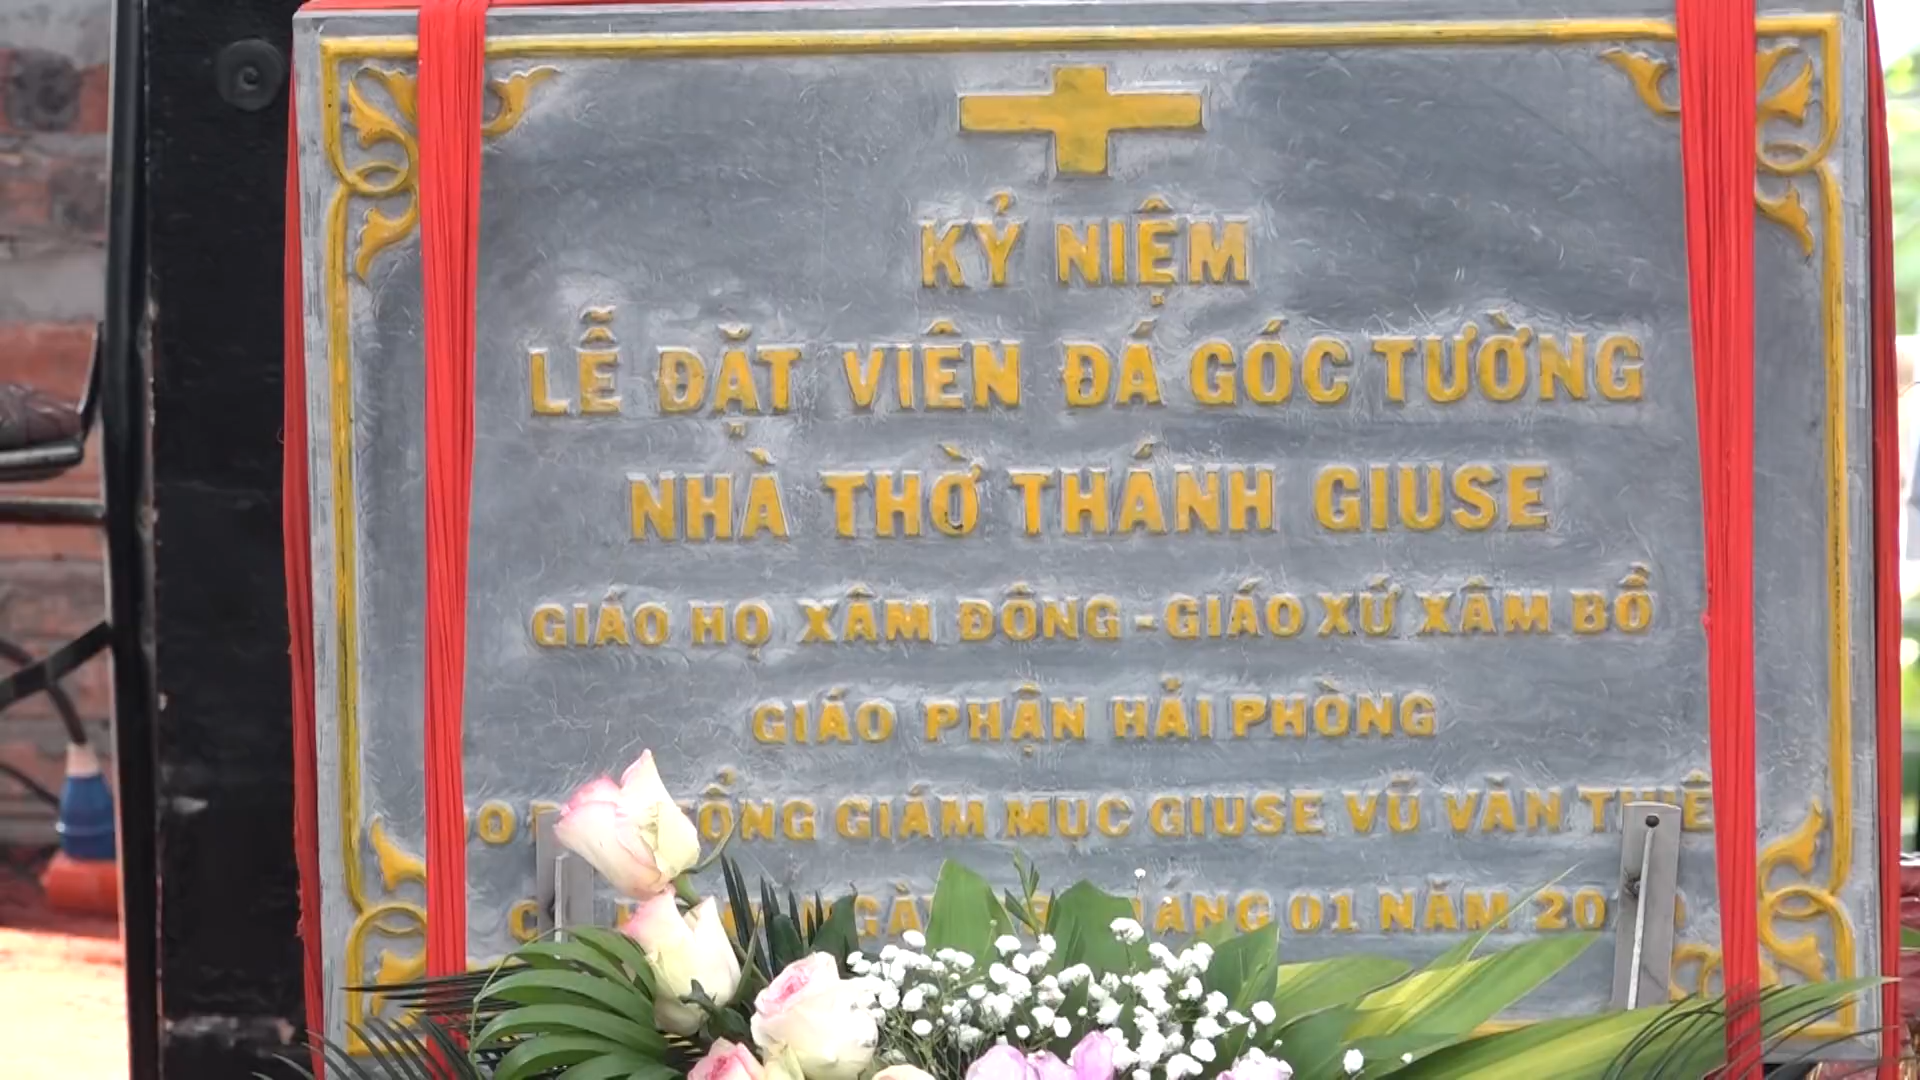 KỶ NIỆM
LỄ ĐẶT VIÊN ĐÁ GÓC TƯỜNG
NHÀ THỜ THÁNH GIUSE
GIÁO HỌ XÂM ĐÔNG - GIÁO XỨ XÂM BỒ
GIÁO PHẬN HẢI PHÒNG
TỔNG GIÁM MỤC GIUSE VŨ VĂN
THÁNG 01 NĂM